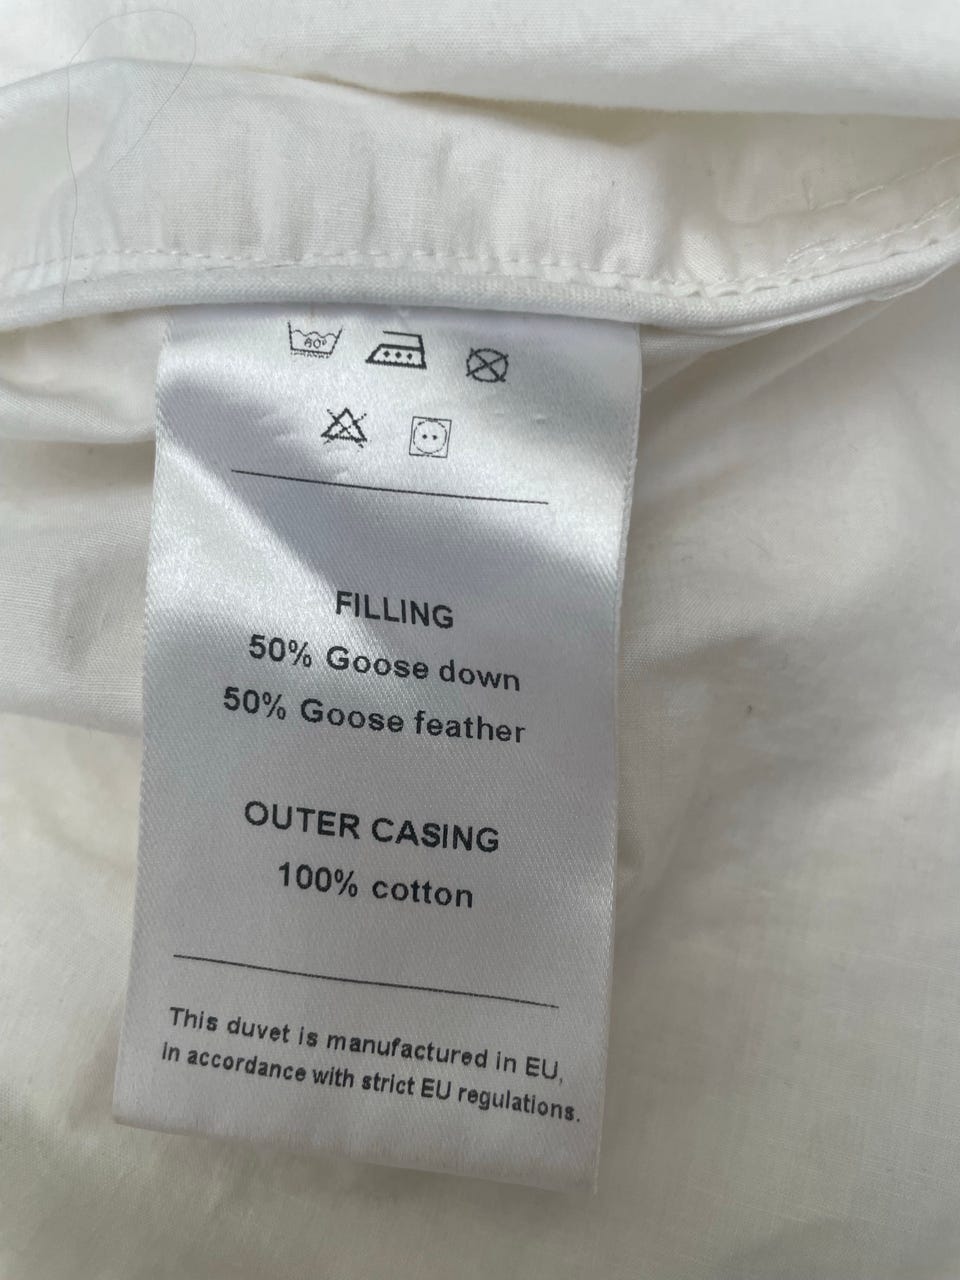 FILLING
50% Goose down
50% Goose feather
OUTER CASING
100% cotton
This duvet is manufactured in EU,
in accordance with strict EU regulations.